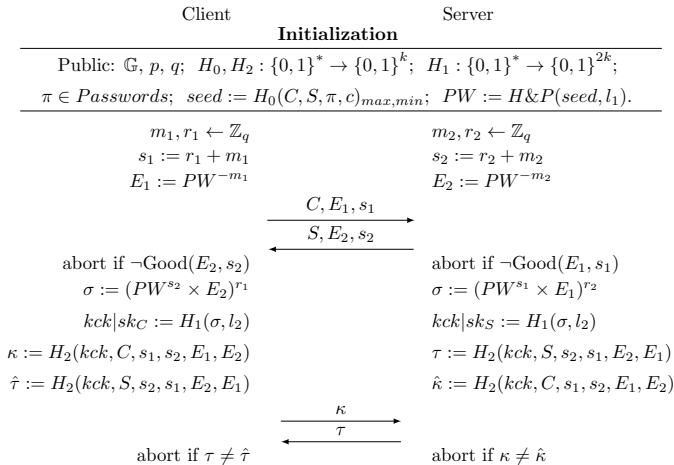 Client Server
Initialization
Public: 𝔾, p, q; H₀, H₂ : {0, 1}* → {0, 1}ᵏ; H₁ : {0, 1}* → {0, 1}²ᵏ;
π ∈ Passwords; seed := H₀(C, S, π, c)ₘₐₓ,ₘᵢₙ; PW := H&P(seed, l₁).
m₁, r₁ ← ℤ_q m₂, r₂ ← ℤ_q
s₁ := r₁ + m₁ s₂ := r₂ + m₂
E₁ := PW^{−m₁} E₂ := PW^{−m₂}
C, E₁, s₁
S, E₂, s₂
abort if ¬Good(E₂, s₂) abort if ¬Good(E₁, s₁)
σ := (PW^{s₂} × E₂)^{r₁} σ := (PW^{s₁} × E₁)^{r₂}
kck|sk_C := H₁(σ, l₂) kck|sk_S := H₁(σ, l₂)
κ := H₂(kck, C, s₁, s₂, E₁, E₂) τ := H₂(kck, S, s₂, s₁, E₂, E₁)
τ̂ := H₂(kck, S, s₂, s₁, E₂, E₁) κ̂ := H₂(kck, C, s₁, s₂, E₁, E₂)
κ
τ
abort if τ ≠ τ̂ abort if κ ≠ κ̂